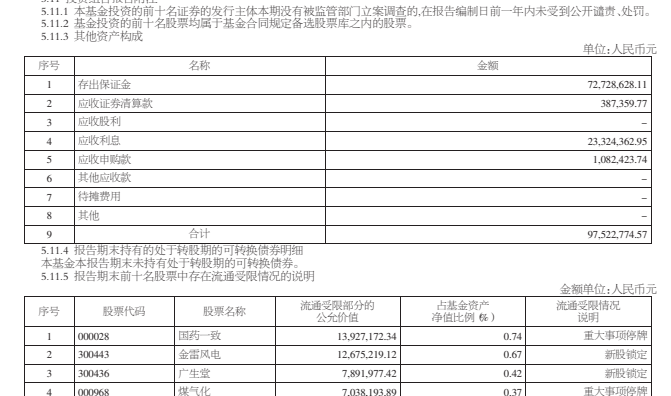 5.11.1 本基金投资的前十名证券的发行主体本期没有被监管部门立案调查的,在报告编制日前一年内未受到公开谴责、处罚。
5.11.2 基金投资的前十名股票均属于基金合同规定备选股票库之内的股票。
5.11.3 其他资产构成
单位:人民币元
序号 名称 金额
1 存出保证金 72,728,628.11
2 应收证券清算款 387,359.77
3 应收股利 –
4 应收利息 23,324,362.95
5 应收申购款 1,082,423.74
6 其他应收款 –
7 待摊费用 –
8 其他 –
9 合计 97,522,774.57
5.11.4 报告期末持有的处于转股期的可转换债券明细
本基金本报告期末未持有处于转股期的可转换债券。
5.11.5 报告期末前十名股票中存在流通受限情况的说明
金额单位:人民币元
序号 股票代码 股票名称 流通受限部分的公允价值 占基金资产净值比例(%) 流通受限情况说明
1 000028 国药一致 13,927,172.34 0.74 重大事项停牌
2 300443 金雷风电 12,675,219.12 0.67 新股锁定
3 300436 广生堂 7,891,977.42 0.42 新股锁定
4 000968 煤气化 7,038,193.89 0.37 重大事项停牌